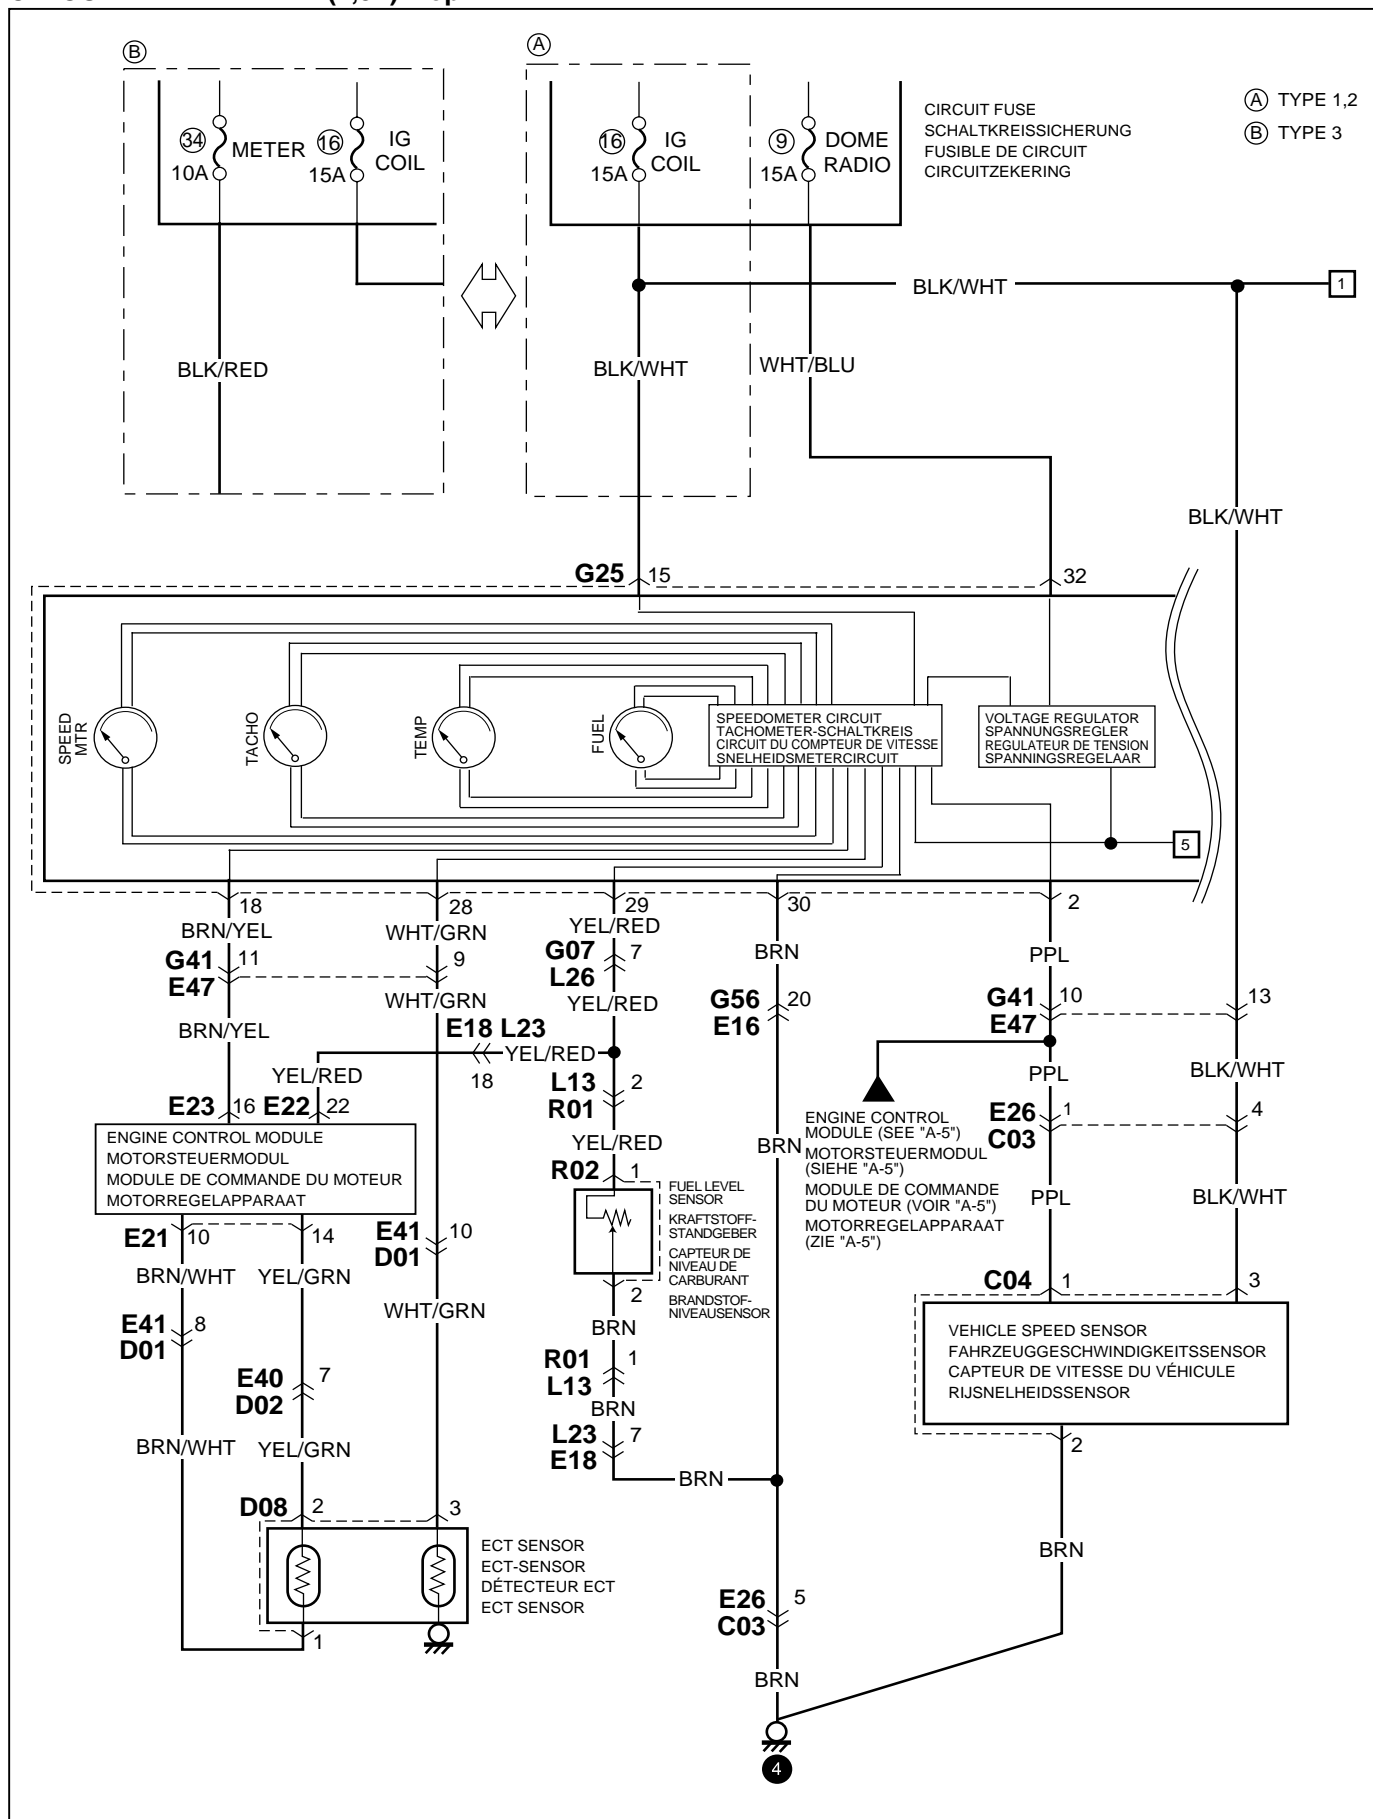 B
A
34
METER
10A
16
IG
COIL
15A
16
IG
COIL
15A
9
DOME
RADIO
15A
CIRCUIT FUSE
SCHALTKREISSICHERUNG
FUSIBLE DE CIRCUIT
CIRCUITZEKERING
A TYPE 1,2
B TYPE 3
BLK/WHT
1
BLK/RED
BLK/WHT
WHT/BLU
BLK/WHT
G25 15
32
SPEED
MTR
TACHO
TEMP
FUEL
SPEEDOMETER CIRCUIT
TACHOMETER-SCHALTKREIS
CIRCUIT DU COMPTEUR DE VITESSE
SNELHEIDSMETERCIRCUIT
VOLTAGE REGULATOR
SPANNUNGSREGLER
REGULATEUR DE TENSION
SPANNINGSREGELAAR
5
18
28
29
30
2
BRN/YEL
WHT/GRN
YEL/RED
BRN
PPL
G41 11
E47
9
G07 7
L26
BRN/YEL
WHT/GRN
YEL/RED
G56 20
E16
G41 10
E47
13
E18 L23
18
YEL/RED
YEL/RED
E23 16
E22 22
L13 2
R01
PPL
BLK/WHT
ENGINE CONTROL MODULE
MOTORSTEUERMODUL
MODULE DE COMMANDE DU MOTEUR
MOTORREGELAPPARAAT
YEL/RED
R02 1
BRN
ENGINE CONTROL
MODULE (SEE "A-5")
MOTORSTEUERMODUL
(SIEHE "A-5")
MODULE DE COMMANDE
DU MOTEUR (VOIR "A-5")
MOTORREGELAPPARAAT
(ZIE "A-5")
E26 1
C03
4
FUEL LEVEL
SENSOR
KRAFTSTOFF-
STANDGEBER
CAPTEUR DE
NIVEAU DE
CARBURANT
BRANDSTOF-
NIVEAUSENSOR
PPL
BLK/WHT
E21 10
14
E41 10
D01
BRN/WHT
YEL/GRN
WHT/GRN
2
BRN
C04 1
3
E41 8
D01
E40 7
D02
R01 1
L13
BRN
VEHICLE SPEED SENSOR
FAHRZEUGGESCHWINDIGKEITSSENSOR
CAPTEUR DE VITESSE DU VÉHICULE
RIJSNELHEIDSSENSOR
BRN/WHT
YEL/GRN
L23 7
E18
BRN
2
D08 2
3
ECT SENSOR
ECT-SENSOR
DÉTECTEUR ECT
ECT SENSOR
1
BRN
E26 5
C03
BRN
4